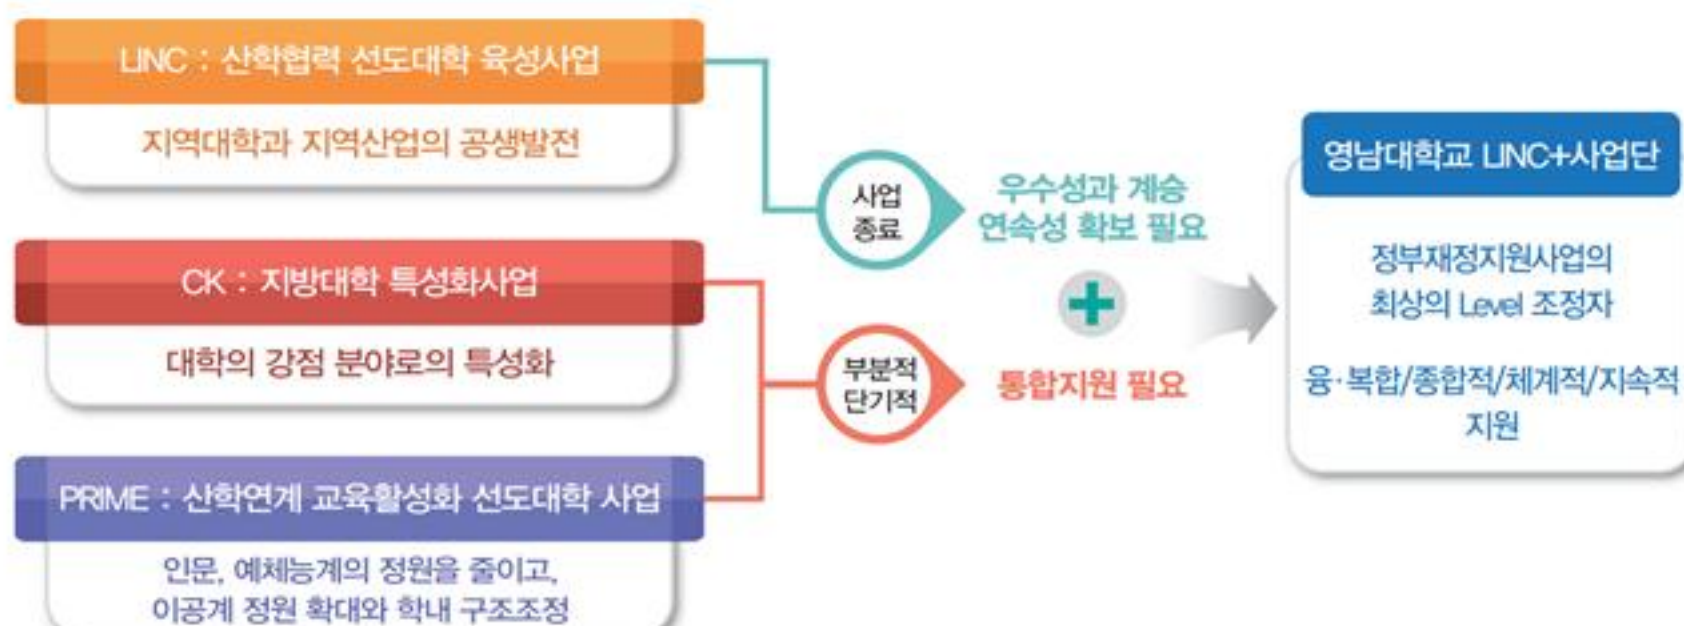 LINC : 산학협력 선도대학 육성사업
지역대학과 지역산업의 공생발전
CK : 지방대학 특성화사업
대학의 강점 분야로의 특성화
PRIME : 산학연계 교육활성화 선도대학 사업
인문, 예체능계의 정원을 줄이고,
이공계 정원 확대와 학내 구조조정
사업
종료
우수성과 계승
연속성 확보 필요
부분적
단기적
통합지원 필요
영남대학교 LINC+사업단
정부재정지원사업의
최상의 Level 조정자
융·복합/종합적/체계적/지속적
지원